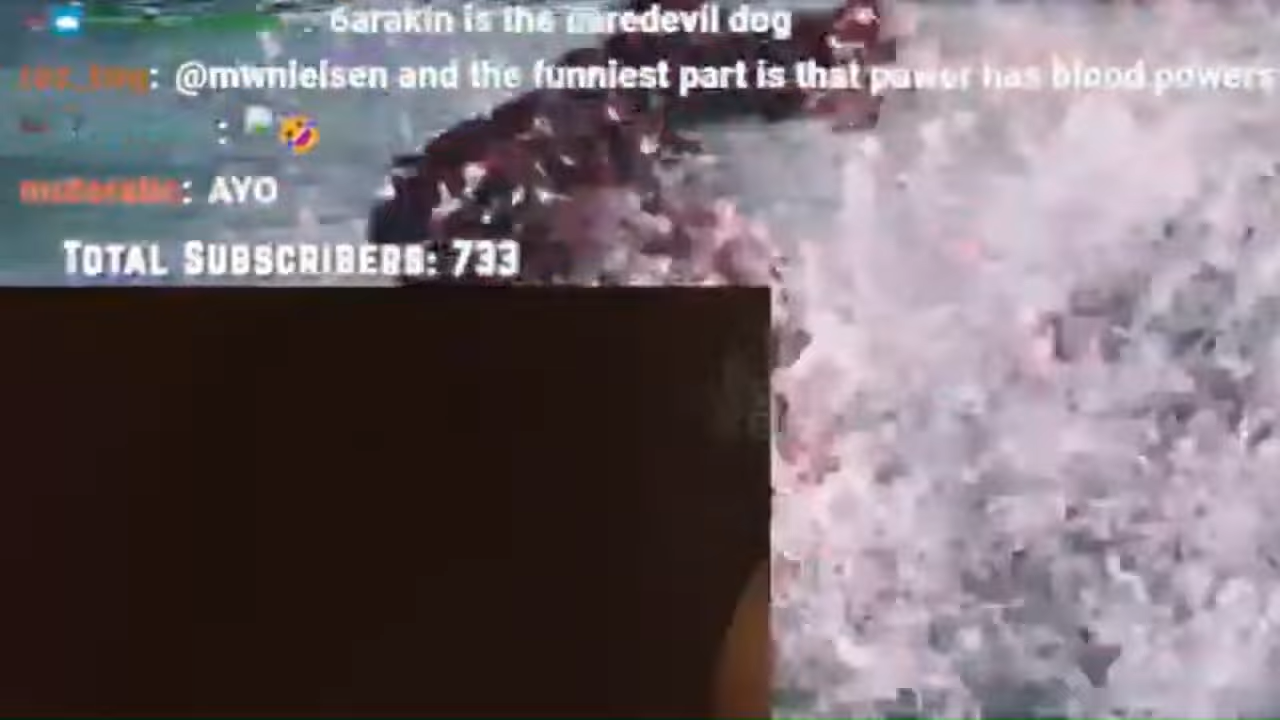 6arakin is the daredevil dog
: @mwnielsen and the funniest part is that pawer has blood powers
:
: AYO
TOTAL SUBSCRIBERS: 733